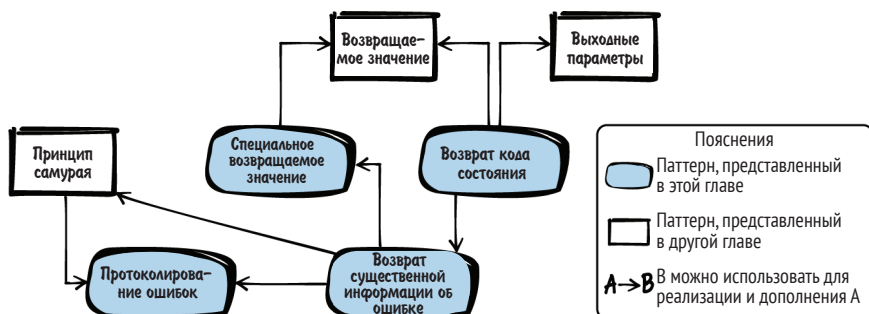 Возвращае-
мое значение
Выходные
параметры
Принцип
самурая
Специальное
возвращаемое
значение
Возврат кода
состояния
Протоколирова-
ние ошибок
Возврат
существенной
информации об
ошибке
Пояснения
Паттерн, представленный
в этой главе
Паттерн, представленный
в другой главе
A→B В можно использовать для
реализации и дополнения А